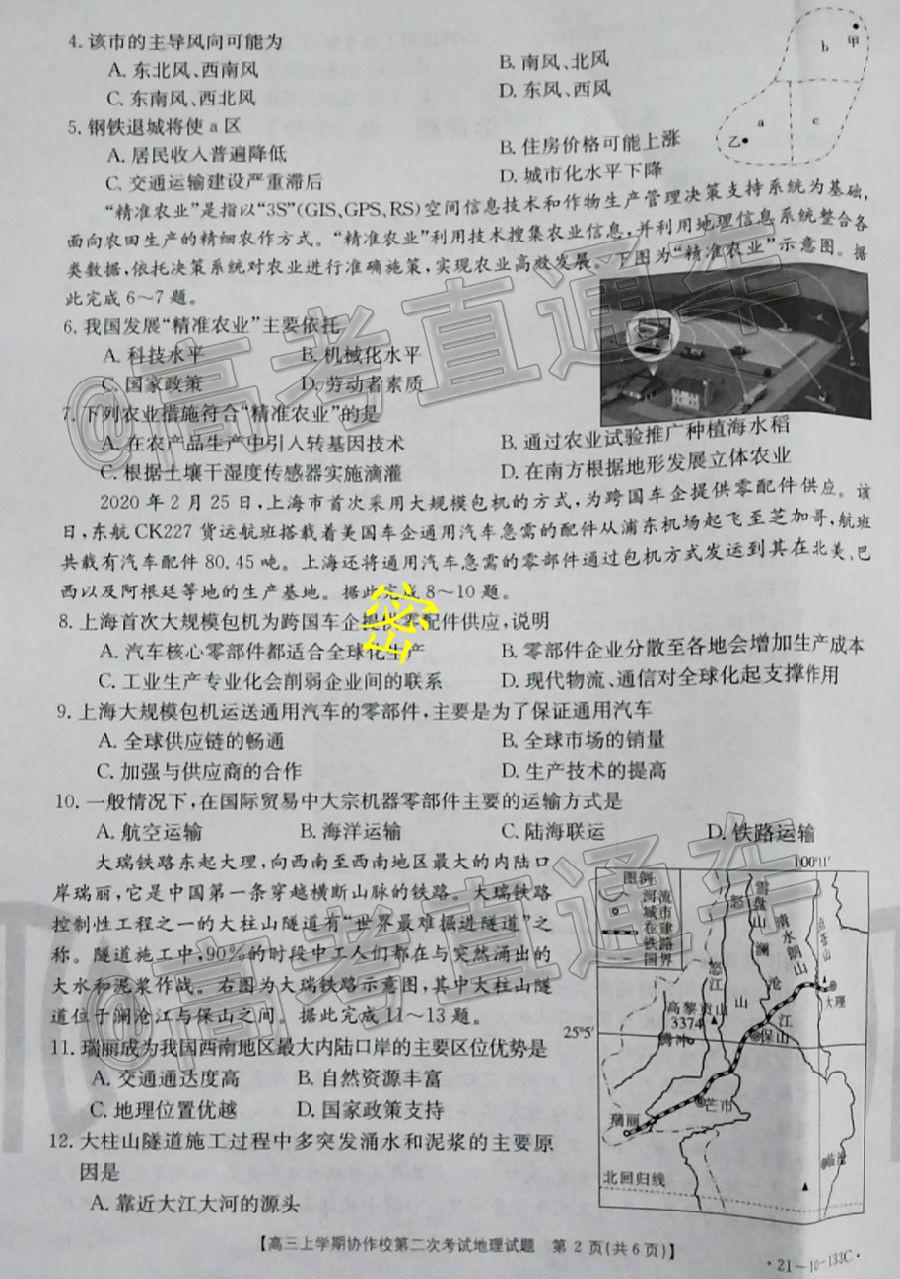 4. 该市的主导风向可能为
A. 东北风、西南风
B. 南风、北风
C. 东南风、西北风
D. 东风、西风
甲
b
a
c
乙
5. 钢铁退城将使 a 区
A. 居民收入普遍降低
B. 住房价格可能上涨
C. 交通运输建设严重滞后
D. 城市化水平下降
“精准农业”是指以“3S”(GIS、GPS、RS)空间信息技术和作物生产管理决策支持系统为基础,
面向农田生产的精细农作方式。“精准农业”利用技术搜集农业信息,并利用地理信息系统整合各
类数据,依托决策系统对农业进行准确施策,实现农业高效发展。下图为“精准农业”示意图。据
此完成 6～7 题。
6. 我国发展“精准农业”主要依托
A. 科技水平
B. 机械化水平
C. 国家政策
D. 劳动者素质
7. 下列农业措施符合“精准农业”的是
A. 在农产品生产中引入转基因技术
B. 通过农业试验推广种植海水稻
C. 根据土壤干湿度传感器实施滴灌
D. 在南方根据地形发展立体农业
2020 年 2 月 25 日,上海市首次采用大规模包机的方式,为跨国车企提供零配件供应。该
日,东航 CK227 货运航班搭载着美国车企通用汽车急需的配件从浦东机场起飞至芝加哥,航班
共载有汽车配件 80.45 吨。上海还将通用汽车急需的零部件通过包机方式发运到其在北美、巴
西以及阿根廷等地的生产基地。据此完成 8～10 题。
8. 上海首次大规模包机为跨国车企提供零配件供应,说明
A. 汽车核心零部件都适合全球化生产
B. 零部件企业分散至各地会增加生产成本
C. 工业生产专业化会削弱企业间的联系
D. 现代物流、通信对全球化起支撑作用
密
9. 上海大规模包机运送通用汽车的零部件,主要是为了保证通用汽车
A. 全球供应链的畅通
B. 全球市场的销量
C. 加强与供应商的合作
D. 生产技术的提高
10. 一般情况下,在国际贸易中大宗机器零部件主要的运输方式是
A. 航空运输
B. 海洋运输
C. 陆海联运
D. 铁路运输
大瑞铁路东起大理,向西南至西南地区最大的内陆口
岸瑞丽,它是中国第一条穿越横断山脉的铁路。大瑞铁路
控制性工程之一的大柱山隧道有“世界最难掘进隧道”之
称。隧道施工中,90%的时段中工人们都在与突然涌出的
大水和泥浆作战。右图为大瑞铁路示意图,其中大柱山隧
道位于澜沧江与保山之间。据此完成 11～13 题。
11. 瑞丽成为我国西南地区最大内陆口岸的主要区位优势是
A. 交通通达度高
B. 自然资源丰富
C. 地理位置优越
D. 国家政策支持
12. 大柱山隧道施工过程中多突发涌水和泥浆的主要原
因是
A. 靠近大江大河的源头
100°11′
图例
河流
城市
在建
铁路
国界
怒
山
雪
盘
山
澜
沧
江
清
水
朗
山
点
苍
山
大理
怒
江
山
高黎贡山
3374
腾冲
25°5′
保山
芒市
瑞丽
临沧
北回归线
【高三上学期协作校第二次考试地理试题 第 2 页(共 6 页)】
·21－10－133C·
@高考直通车
@高考直通车